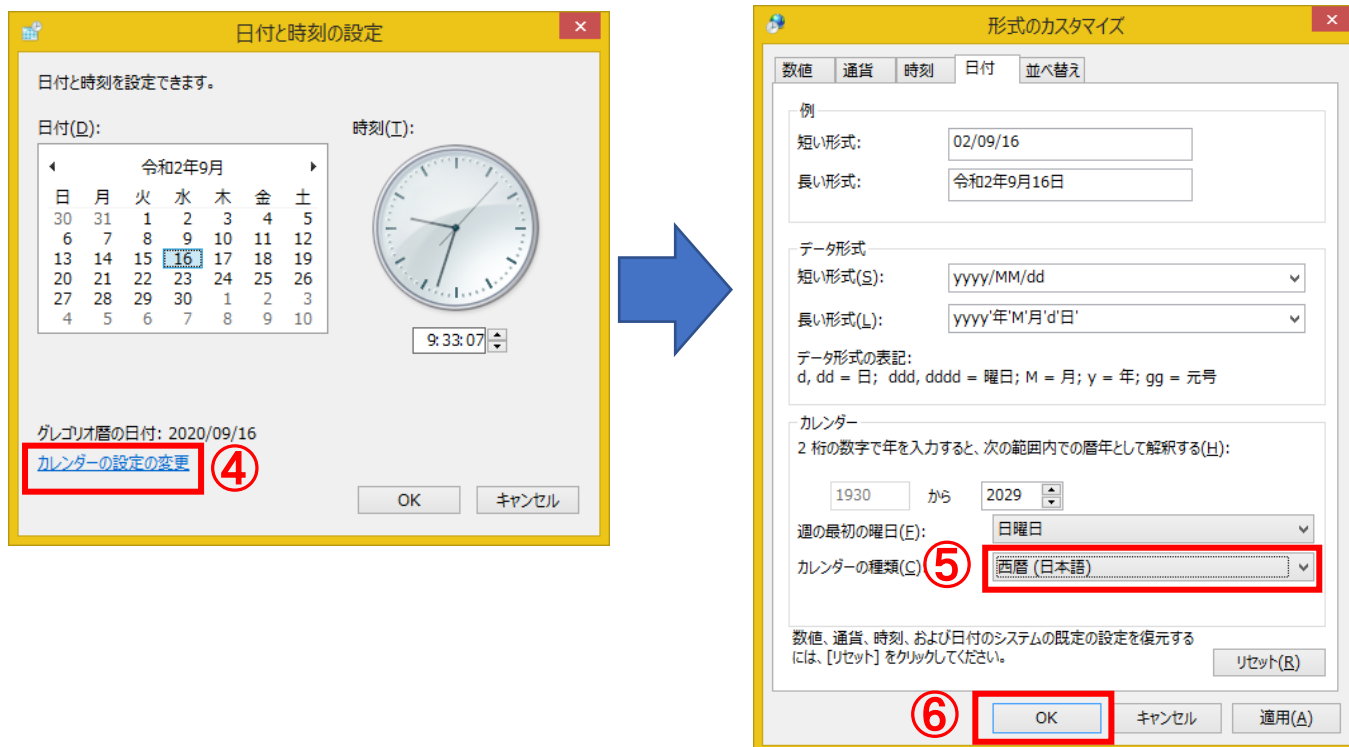 日付と時刻の設定
日付と時刻を設定できます。
日付(D):
時刻(T):
令和2年9月
日 月 火 水 木 金 土
30 31 1 2 3 4 5
6 7 8 9 10 11 12
13 14 15 16 17 18 19
20 21 22 23 24 25 26
27 28 29 30 1 2 3
4 5 6 7 8 9 10
9:33:07
グレゴリオ暦の日付: 2020/09/16
カレンダーの設定の変更
④
OK
キャンセル
形式のカスタマイズ
数値 通貨 時刻 日付 並べ替え
例
短い形式: 02/09/16
長い形式: 令和2年9月16日
データ形式
短い形式(S): yyyy/MM/dd
長い形式(L): yyyy'年'M'月'd'日'
データ形式の表記:
d, dd = 日; ddd, dddd = 曜日; M = 月; y = 年; gg = 元号
カレンダー
2 桁の数字で年を入力すると、次の範囲内での暦年として解釈する(H):
1930 から 2029
週の最初の曜日(F): 日曜日
カレンダーの種類(C) ⑤ 西暦 (日本語)
数値、通貨、時刻、および日付のシステムの既定の設定を復元する
には、[リセット] をクリックしてください。
リセット(R)
⑥ OK キャンセル 適用(A)